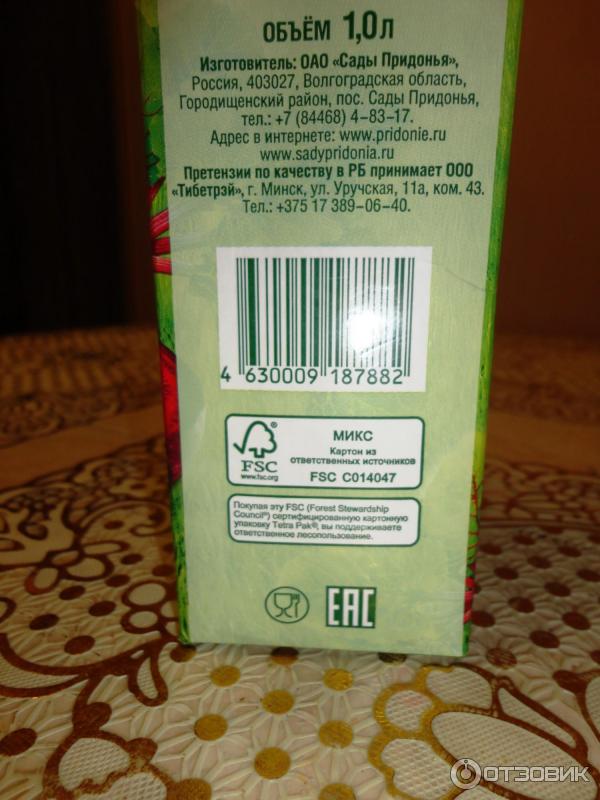 ОБЪЁМ 1,0л
Изготовитель: ОАО «Сады Придонья»,
Россия, 403027, Волгоградская область,
Городищенский район, пос. Сады Придонья,
тел.: +7 (84468) 4-83-17.
Адрес в интернете: www.pridonie.ru
www.sadypridonia.ru
Претензии по качеству в РБ принимает ООО
«Тибетрэй», г. Минск, ул. Уручская, 11а, ком. 43.
Тел.: +375 17 389-06-40.
4 630009 187882
FSC
www.fsc.org
МИКС
Картон из
ответственных источников
FSC C014047
Покупая эту FSC (Forest Stewardship
Council®) сертифицированную картонную
упаковку Tetra Pak®, вы поддерживаете
ответственное лесопользование.
EAC
ОТЗОВИК